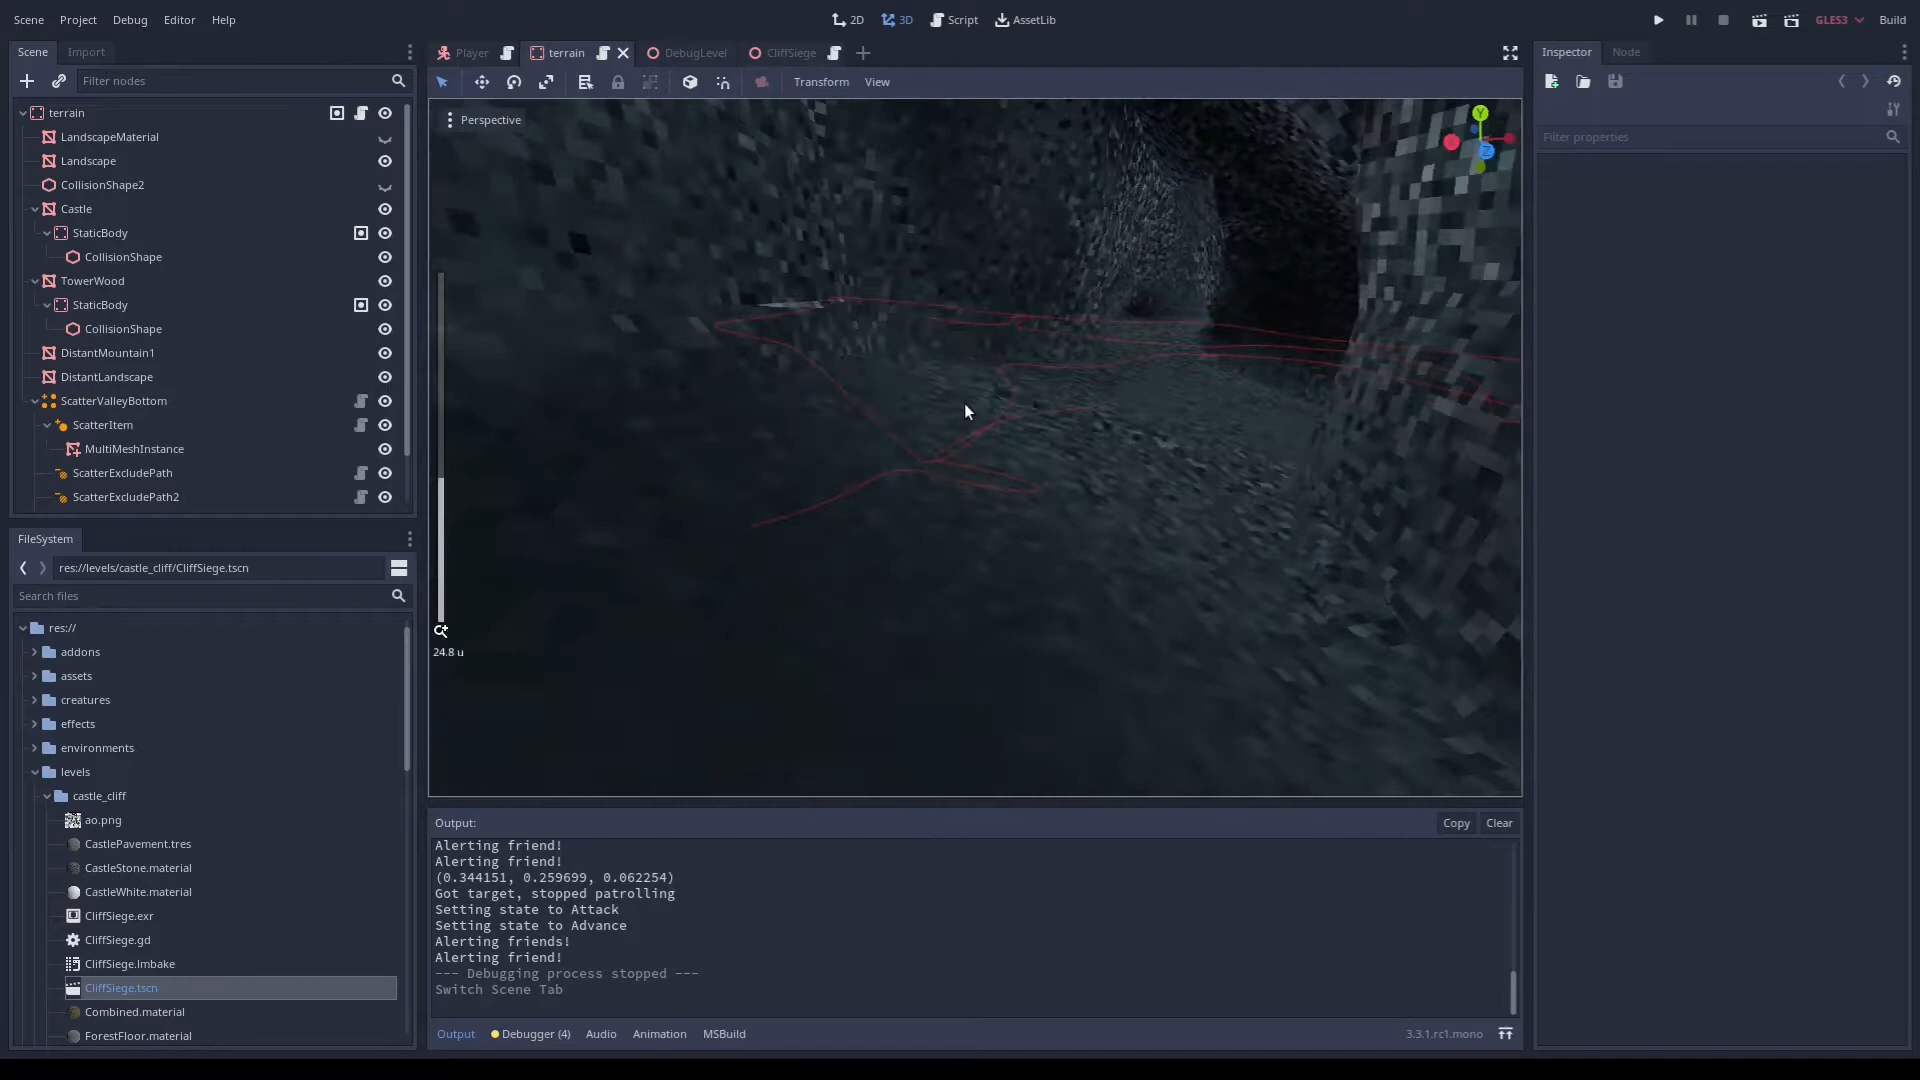 Scene Project Debug Editor Help
2D 3D Script AssetLib
GLES3 Build
Scene Import
Filter nodes
terrain
LandscapeMaterial
Landscape
CollisionShape2
Castle
StaticBody
CollisionShape
TowerWood
StaticBody
CollisionShape
DistantMountain1
DistantLandscape
ScatterValleyBottom
ScatterItem
MultiMeshInstance
ScatterExcludePath
ScatterExcludePath2
FileSystem
res://levels/castle_cliff/CliffSiege.tscn
Search files
res://
addons
assets
creatures
effects
environments
levels
castle_cliff
ao.png
CastlePavement.tres
CastleStone.material
CastleWhite.material
CliffSiege.exr
CliffSiege.gd
CliffSiege.lmbake
CliffSiege.tscn
Combined.material
ForestFloor.material
Player terrain DebugLevel CliffSiege
Transform View
Perspective
Y
Z
24.8 u
Output:
Copy Clear
Alerting friend!
Alerting friend!
(0.344151, 0.259699, 0.062254)
Got target, stopped patrolling
Setting state to Attack
Setting state to Advance
Alerting friends!
Alerting friend!
--- Debugging process stopped ---
Switch Scene Tab
Output Debugger (4) Audio Animation MSBuild
3.3.1.rc1.mono
Inspector Node
Filter properties